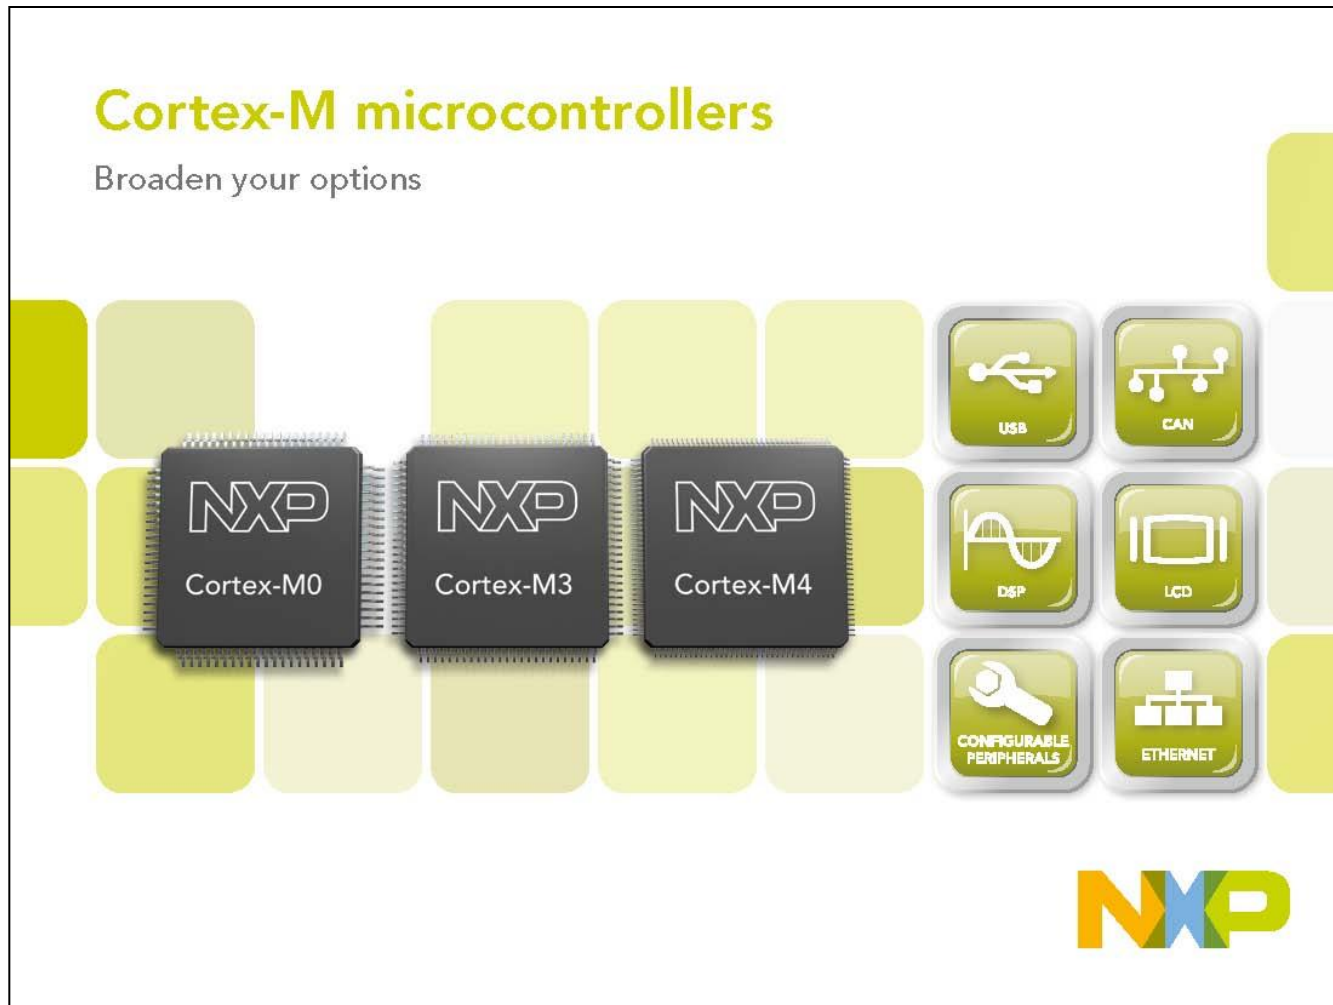 Cortex-M microcontrollers
Broaden your options
NXP
Cortex-M0
NXP
Cortex-M3
NXP
Cortex-M4
USB
CAN
DSP
LCD
CONFIGURABLE
PERIPHERALS
ETHERNET
NXP